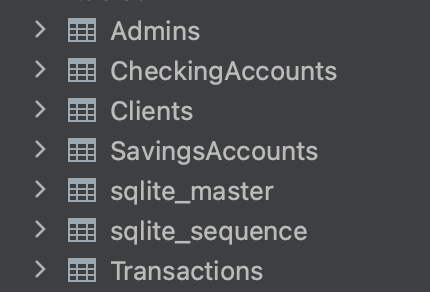 Admins
CheckingAccounts
Clients
SavingsAccounts
sqlite_master
sqlite_sequence
Transactions